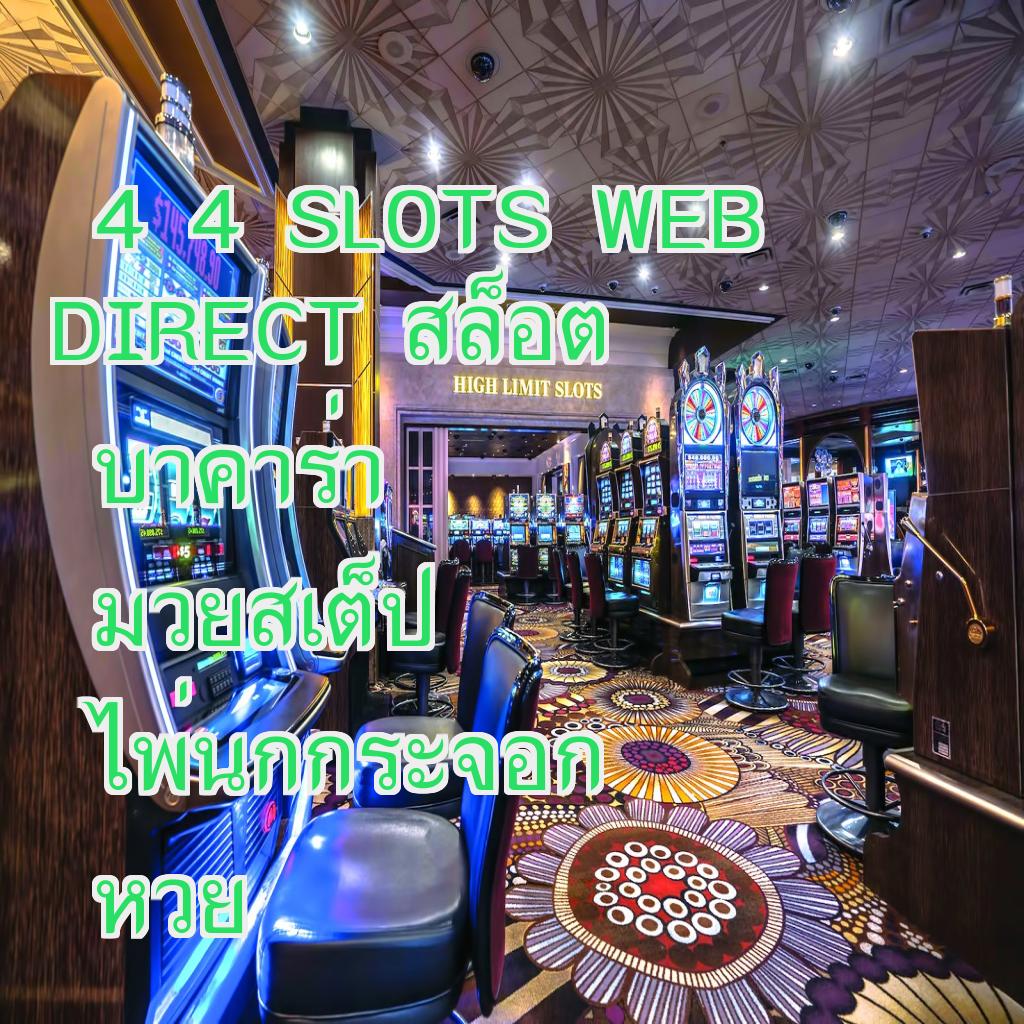 4 4 SLOTS WEB
DIRECT สล็อต
HIGH LIMIT SLOTS
บาคาร่า
มวยสเต็ป
ไพ่นกกระจอก
หวย